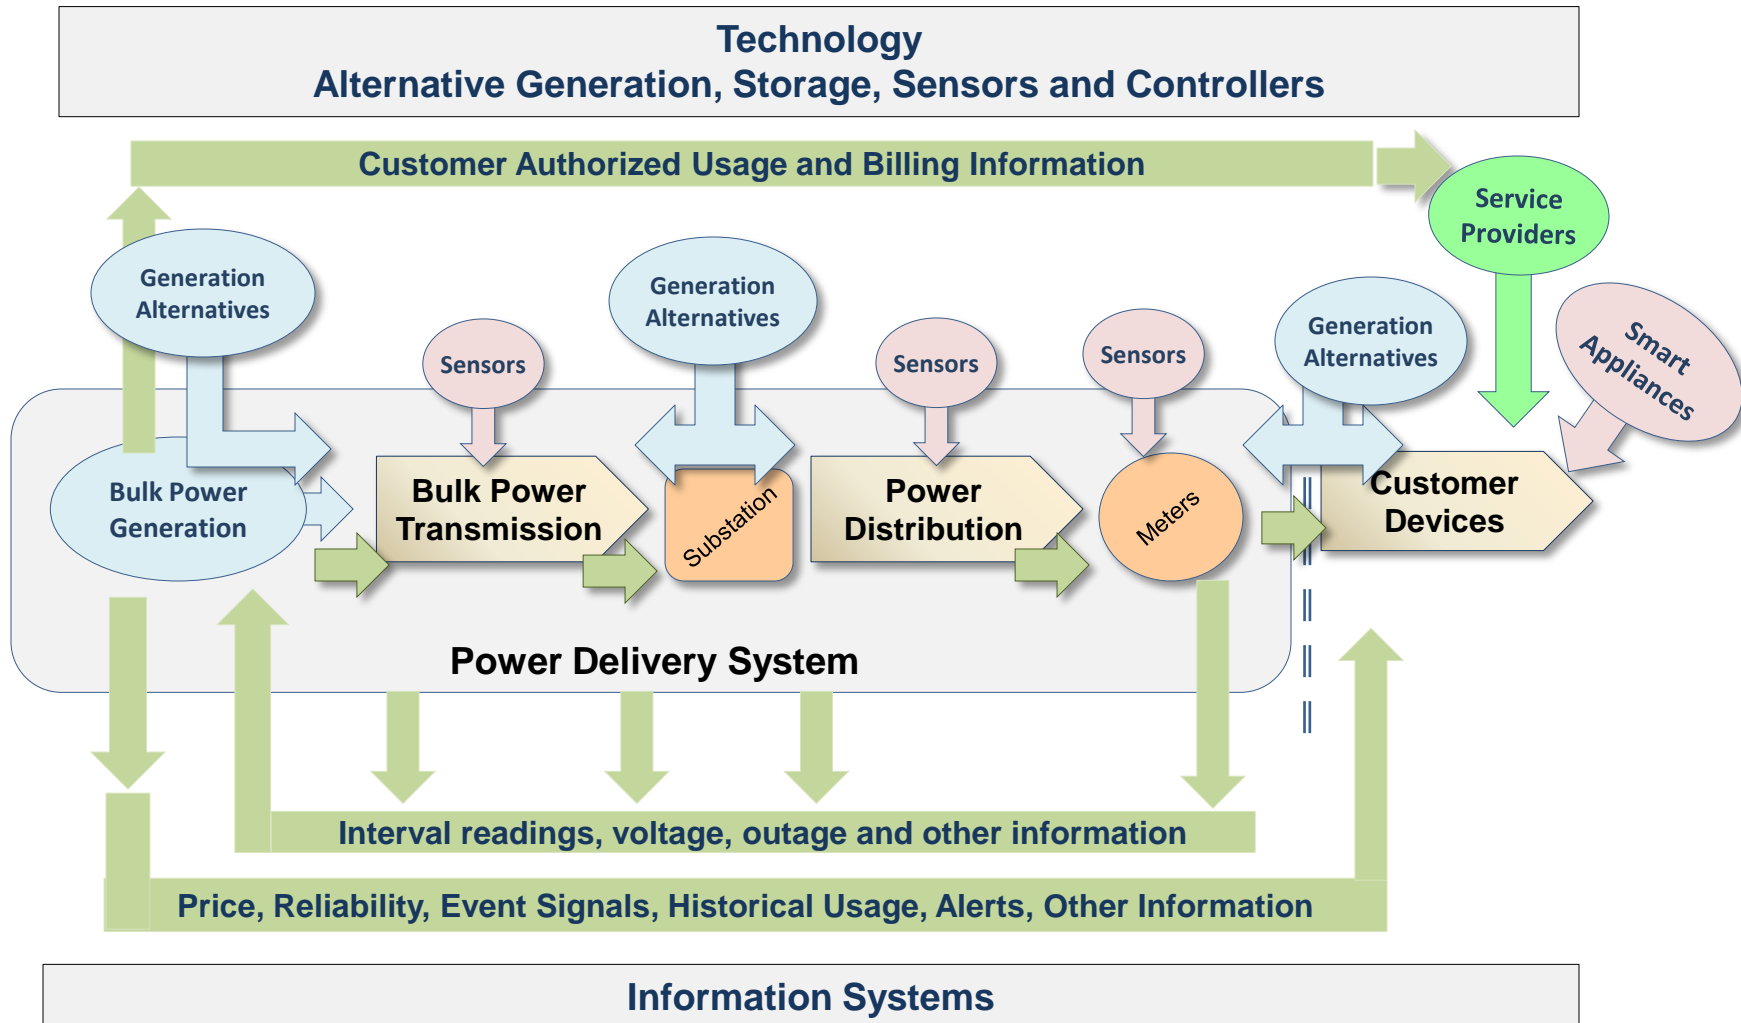 Technology
Alternative Generation, Storage, Sensors and Controllers
Customer Authorized Usage and Billing Information
Service
Providers
Generation
Alternatives
Generation
Alternatives
Generation
Alternatives
Smart
Appliances
Sensors
Sensors
Sensors
Bulk Power
Generation
Bulk Power
Transmission
Substation
Power
Distribution
Meters
Customer
Devices
Power Delivery System
Interval readings, voltage, outage and other information
Price, Reliability, Event Signals, Historical Usage, Alerts, Other Information
Information Systems